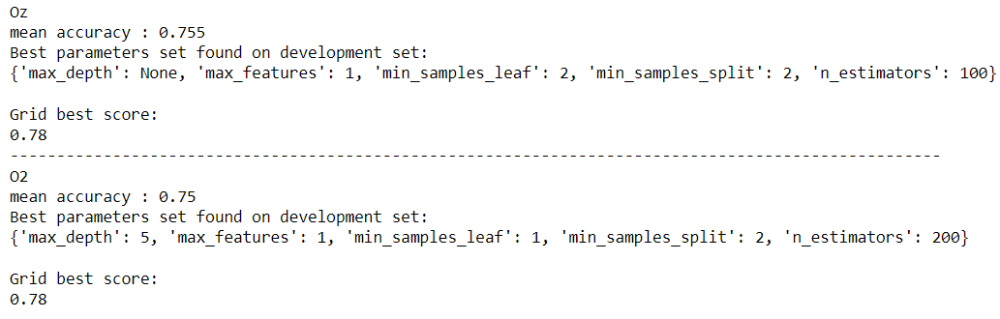 Oz
mean accuracy : 0.755
Best parameters set found on development set:
{'max_depth': None, 'max_features': 1, 'min_samples_leaf': 2, 'min_samples_split': 2, 'n_estimators': 100}
Grid best score:
0.78
----------------------------------------------------------------------------------------------------
O2
mean accuracy : 0.75
Best parameters set found on development set:
{'max_depth': 5, 'max_features': 1, 'min_samples_leaf': 1, 'min_samples_split': 2, 'n_estimators': 200}
Grid best score:
0.78